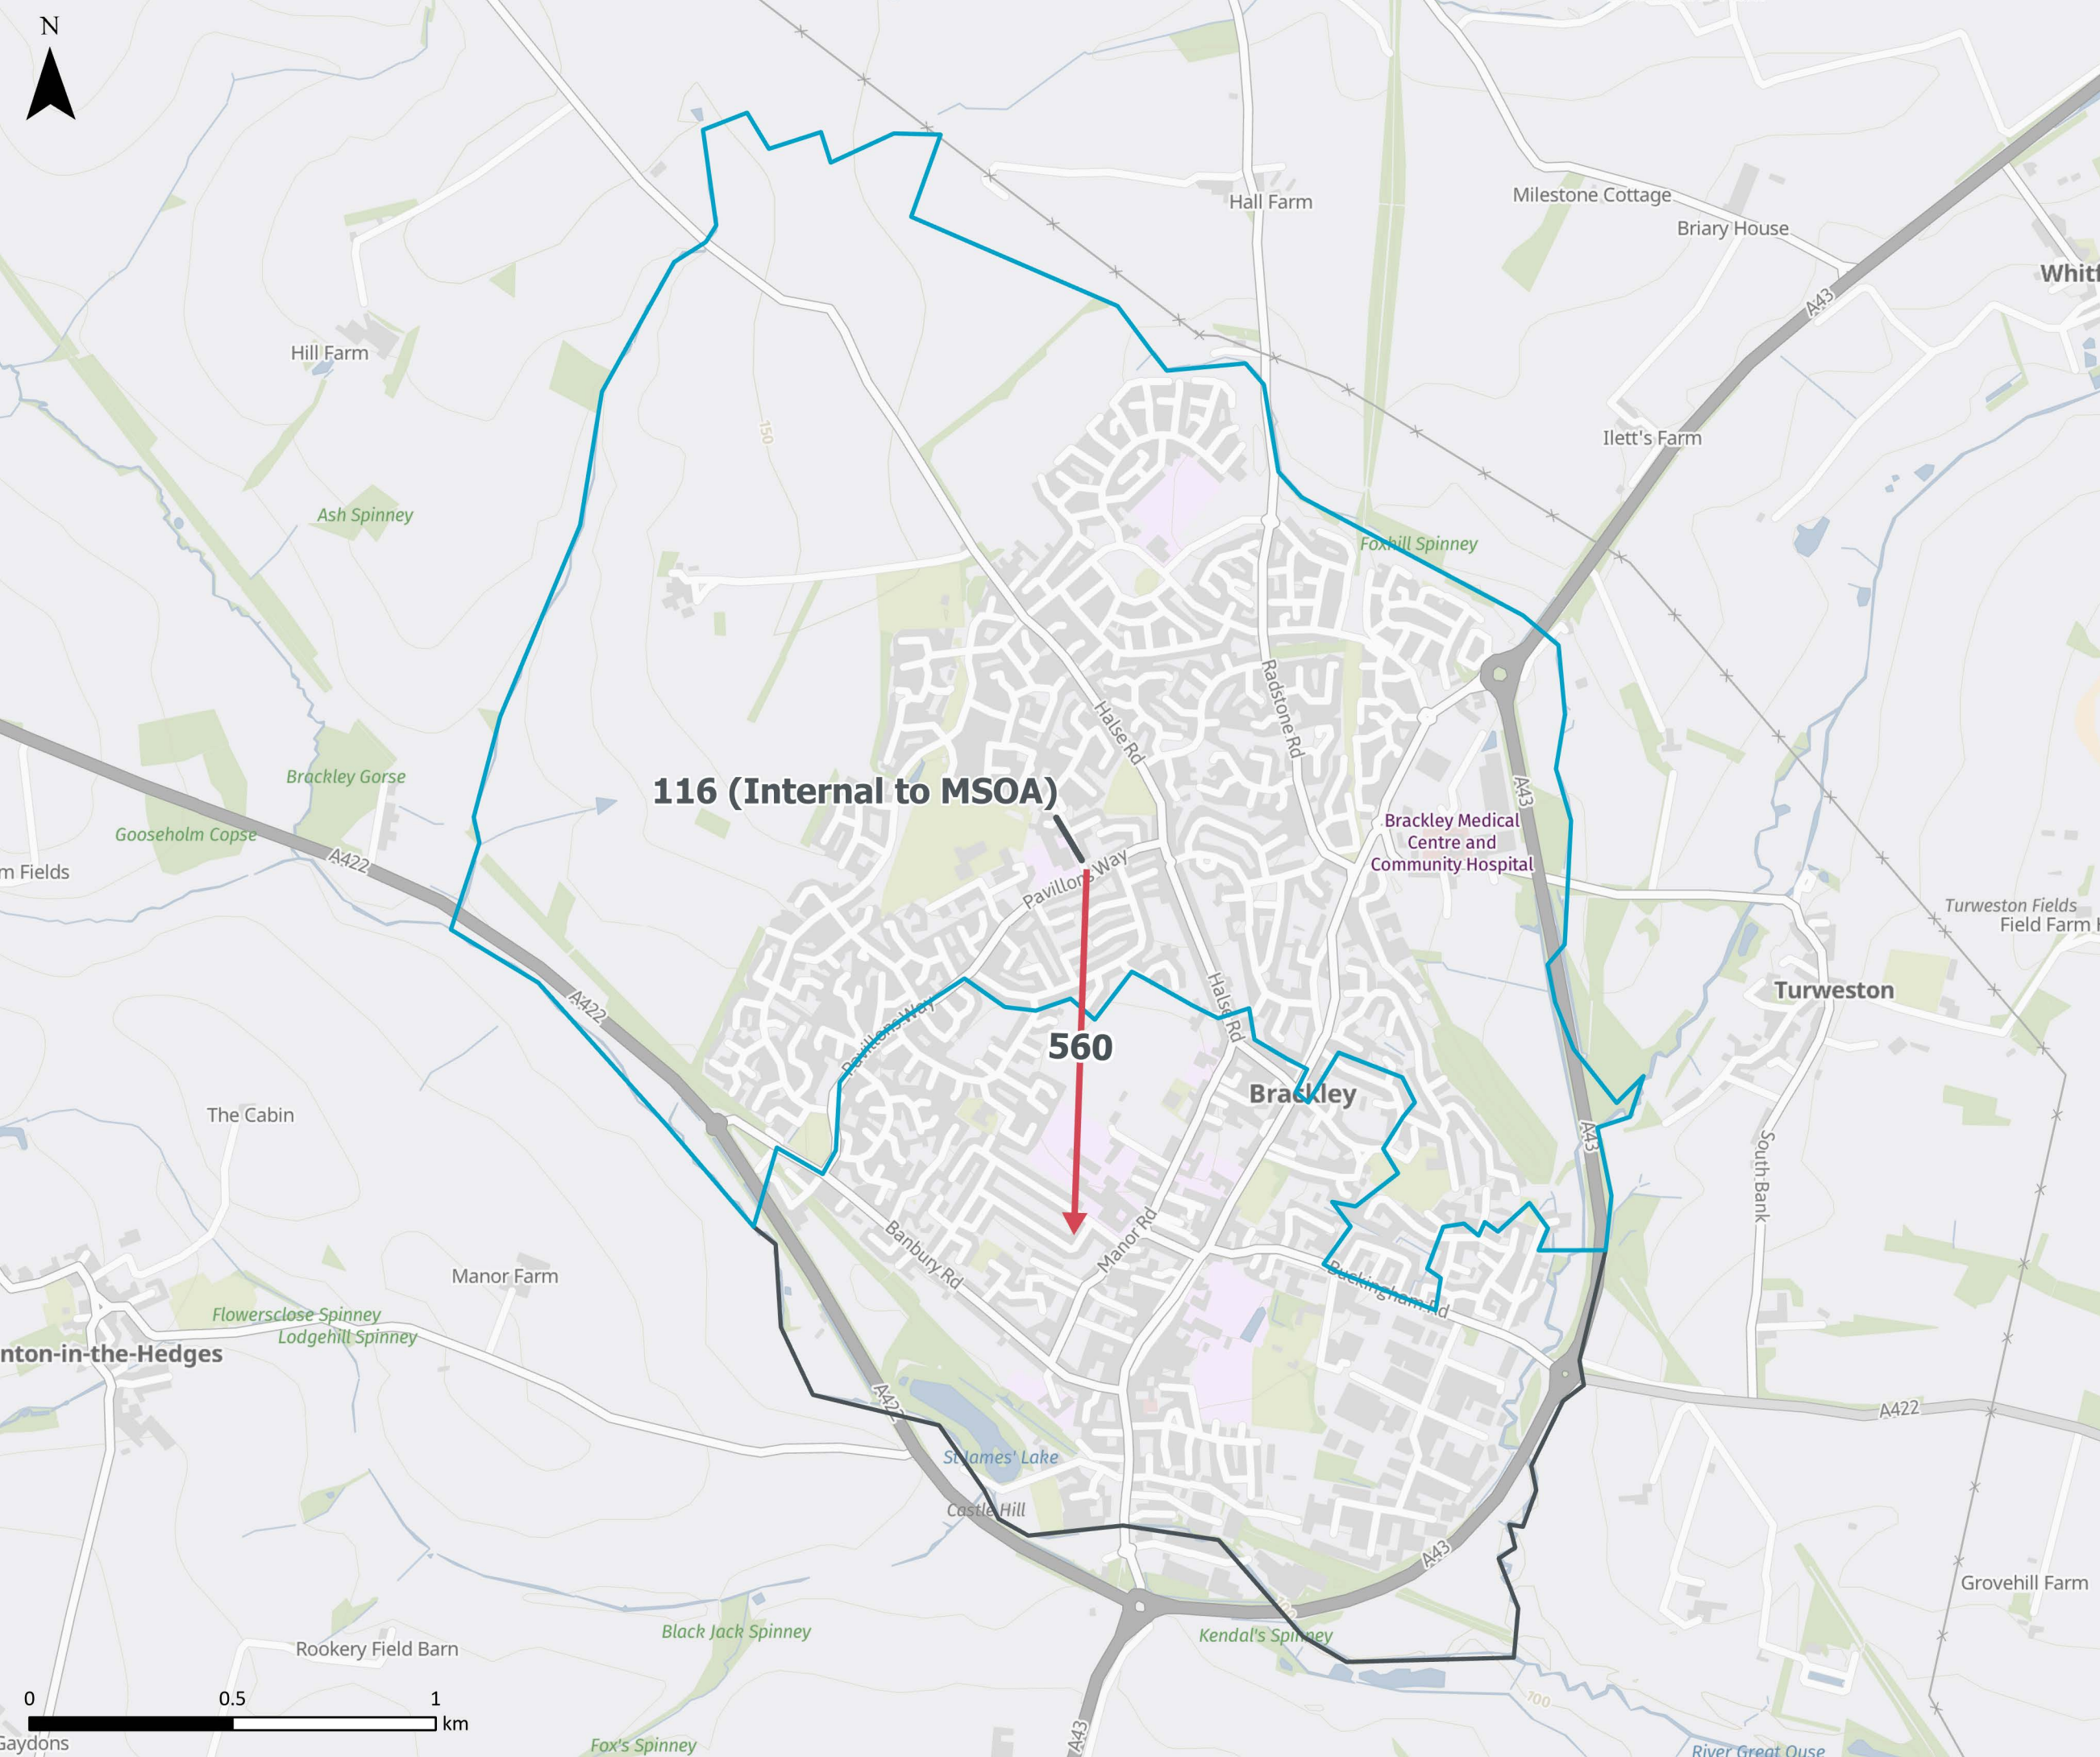 N
Hall Farm
Milestone Cottage
Briary House
Whitf
A43
Hill Farm
150
Ilett's Farm
Ash Spinney
Foxhill Spinney
Radstone Rd
Halse Rd
Brackley Gorse
116 (Internal to MSOA)
A43
Gooseholm Copse
Brackley Medical
Centre and
Community Hospital
A422
m Fields
Pavillons Way
Turweston Fields
Field Farm H
Turweston
A422
Pavillons Way
Halse Rd
560
Brackley
The Cabin
A43
South Bank
Manor Rd
Banbury Rd
Manor Farm
Buckingham Rd
Flowersclose Spinney
Lodgehill Spinney
nton-in-the-Hedges
A422
A422
St James' Lake
Castle Hill
A43
Grovehill Farm
100
Black Jack Spinney
Kendal's Spinney
Rookery Field Barn
0 0.5 1
km
100
A43
Gaydons
Fox's Spinney
River Great Ouse